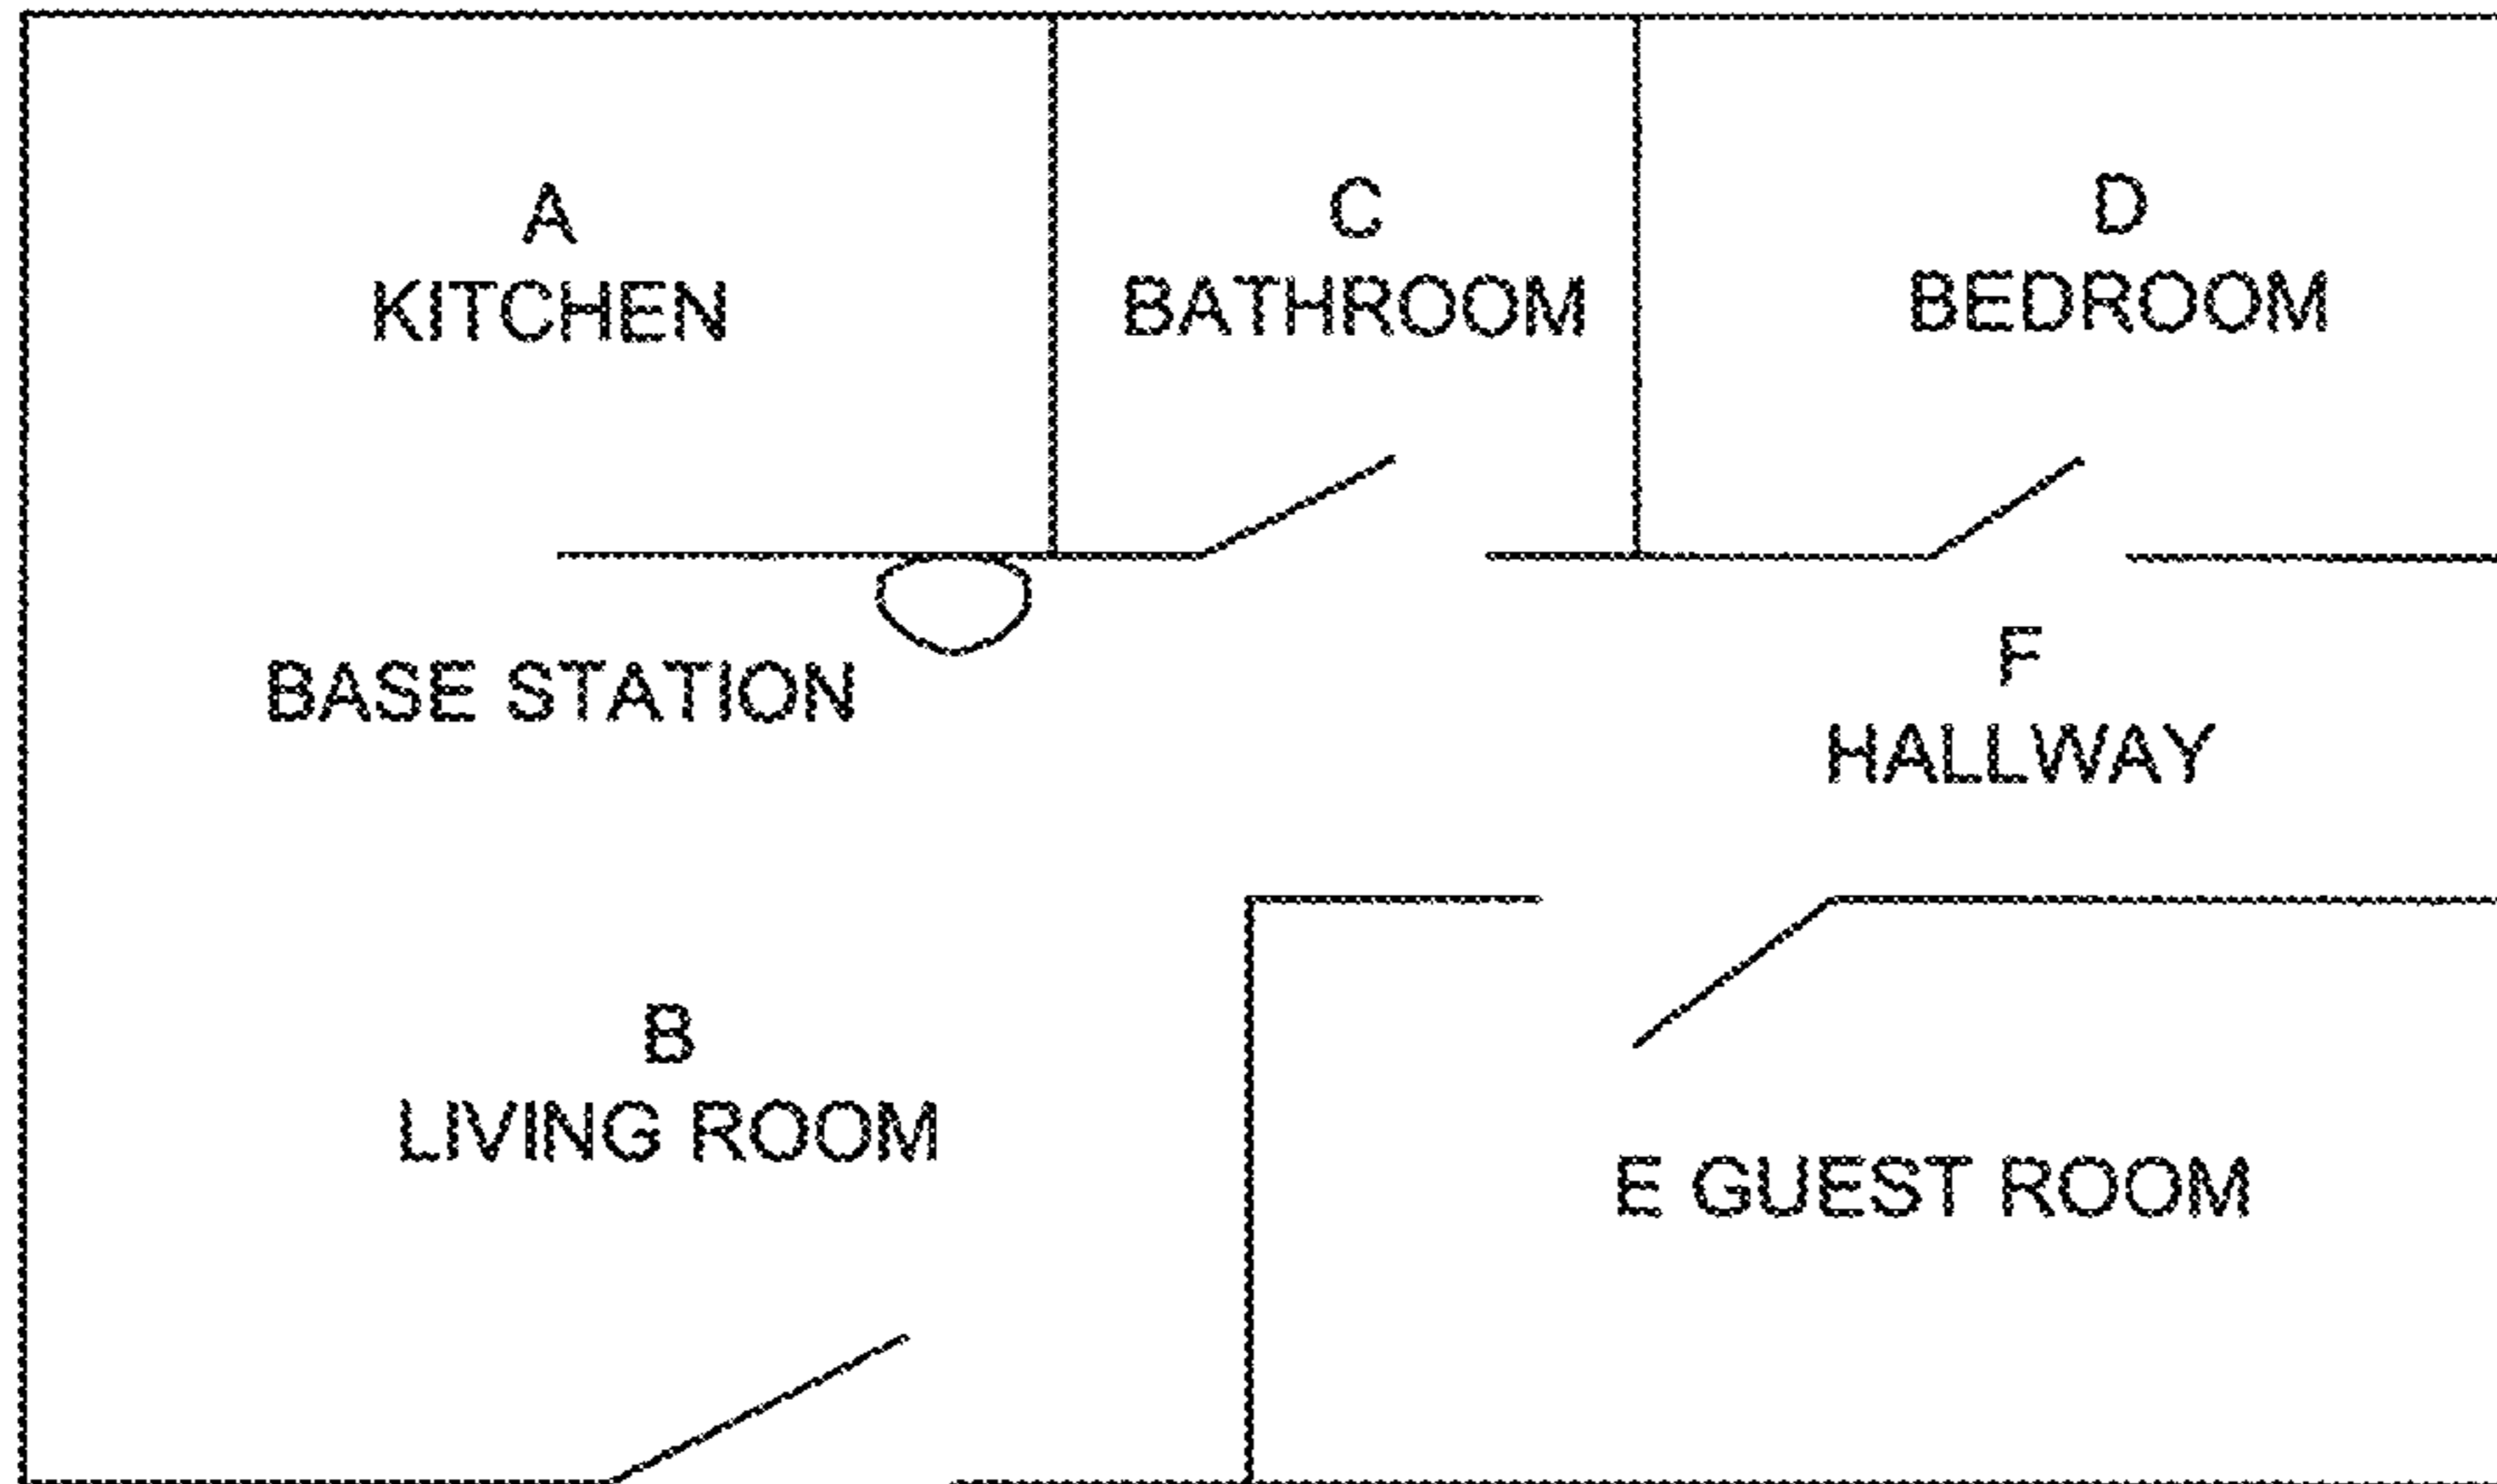 A
KITCHEN
C
BATHROOM
D
BEDROOM
BASE STATION
F
HALLWAY
B
LIVING ROOM
E GUEST ROOM